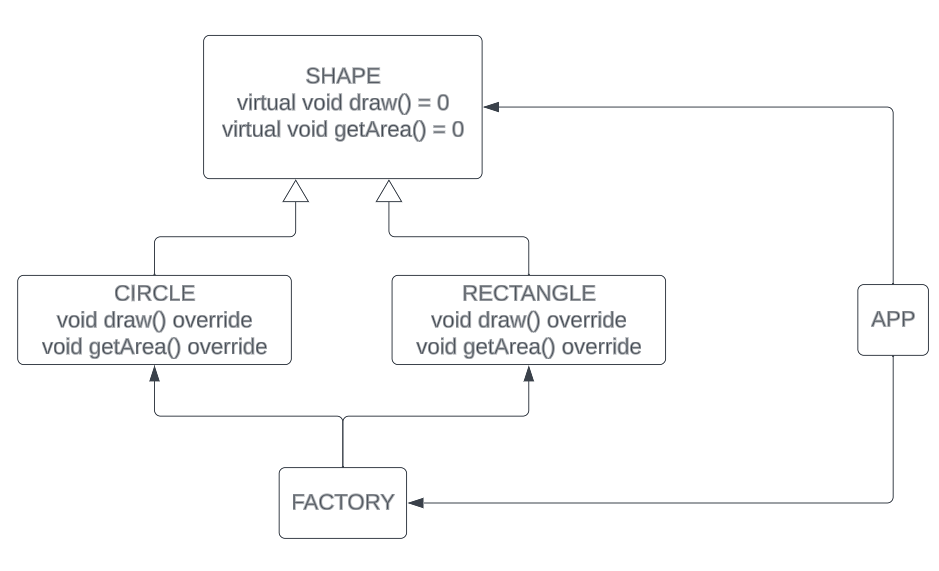 SHAPE
virtual void draw() = 0
virtual void getArea() = 0
CIRCLE
void draw() override
void getArea() override
RECTANGLE
void draw() override
void getArea() override
APP
FACTORY